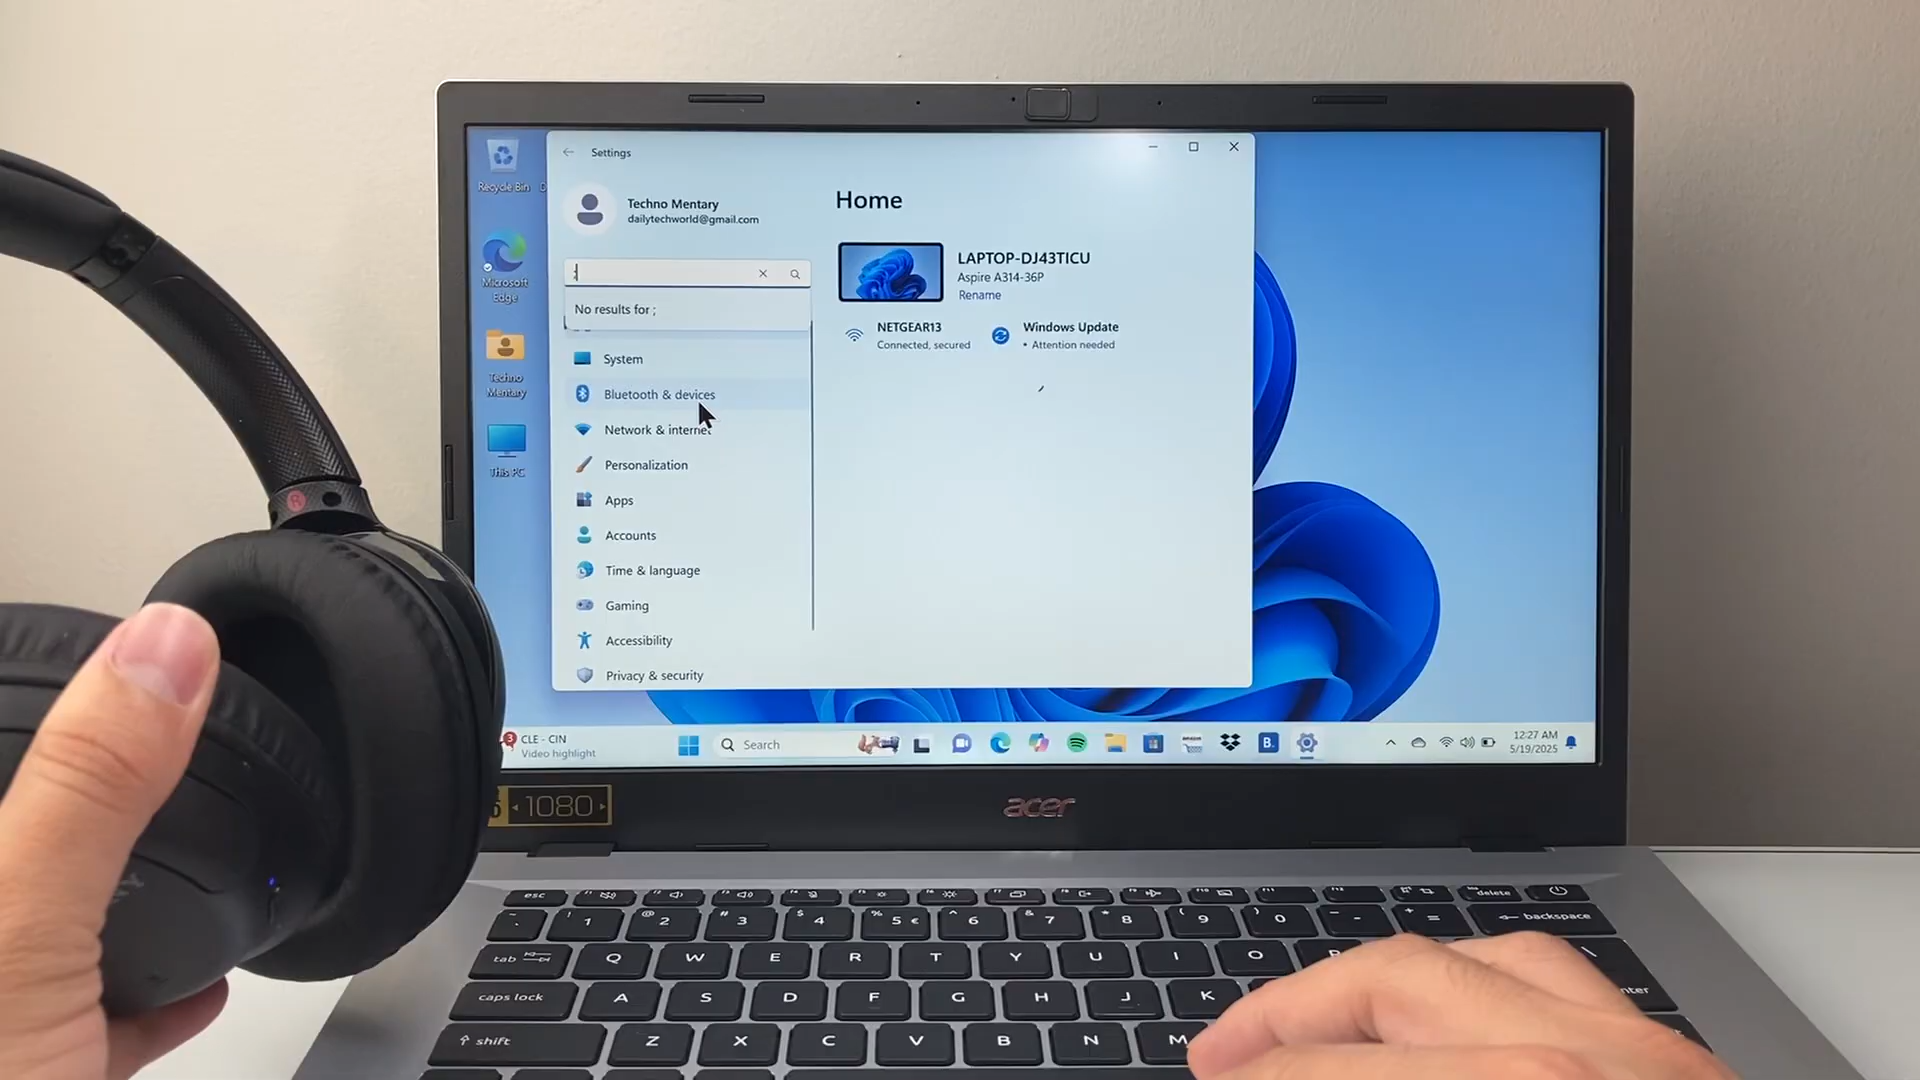 Recycle Bin
Microsoft
Edge
Techno
Mentary
This PC
Settings
Techno Mentary
dailytechworld@gmail.com
;
No results for ;
System
Bluetooth & devices
Network & internet
Personalization
Apps
Accounts
Time & language
Gaming
Accessibility
Privacy & security
Home
LAPTOP-DJ43TICU
Aspire A314-36P
Rename
NETGEAR13
Connected, secured
Windows Update
• Attention needed
3
CLE - CIN
Video highlight
Search
B.
12:27 AM
5/19/2025
R
1080
acer
esc
delete
! 1
@ 2
# 3
$ 4
% 5 €
^ 6
& 7
* 8
( 9
) 0
_ -
+ =
backspace
tab
Q
W
E
R
T
Y
U
I
O
caps lock
A
S
D
F
G
H
J
K
shift
Z
X
C
V
B
N
M